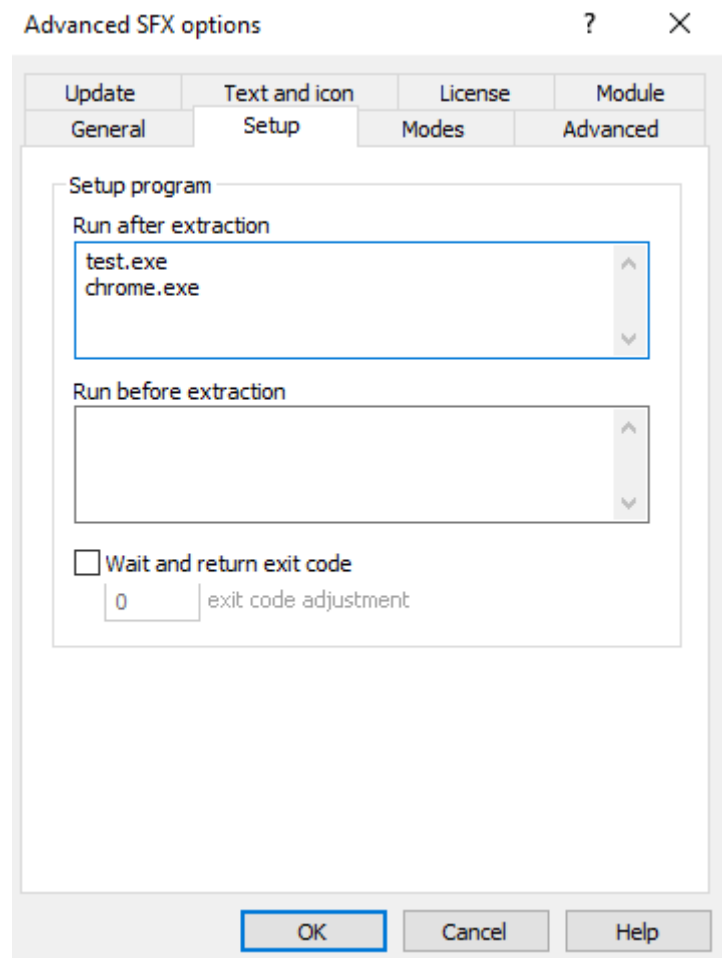 Advanced SFX options ?
Update Text and icon License Module
General Setup Modes Advanced
Setup program
Run after extraction
test.exe
chrome.exe
Run before extraction
Wait and return exit code
0 exit code adjustment
OK Cancel Help